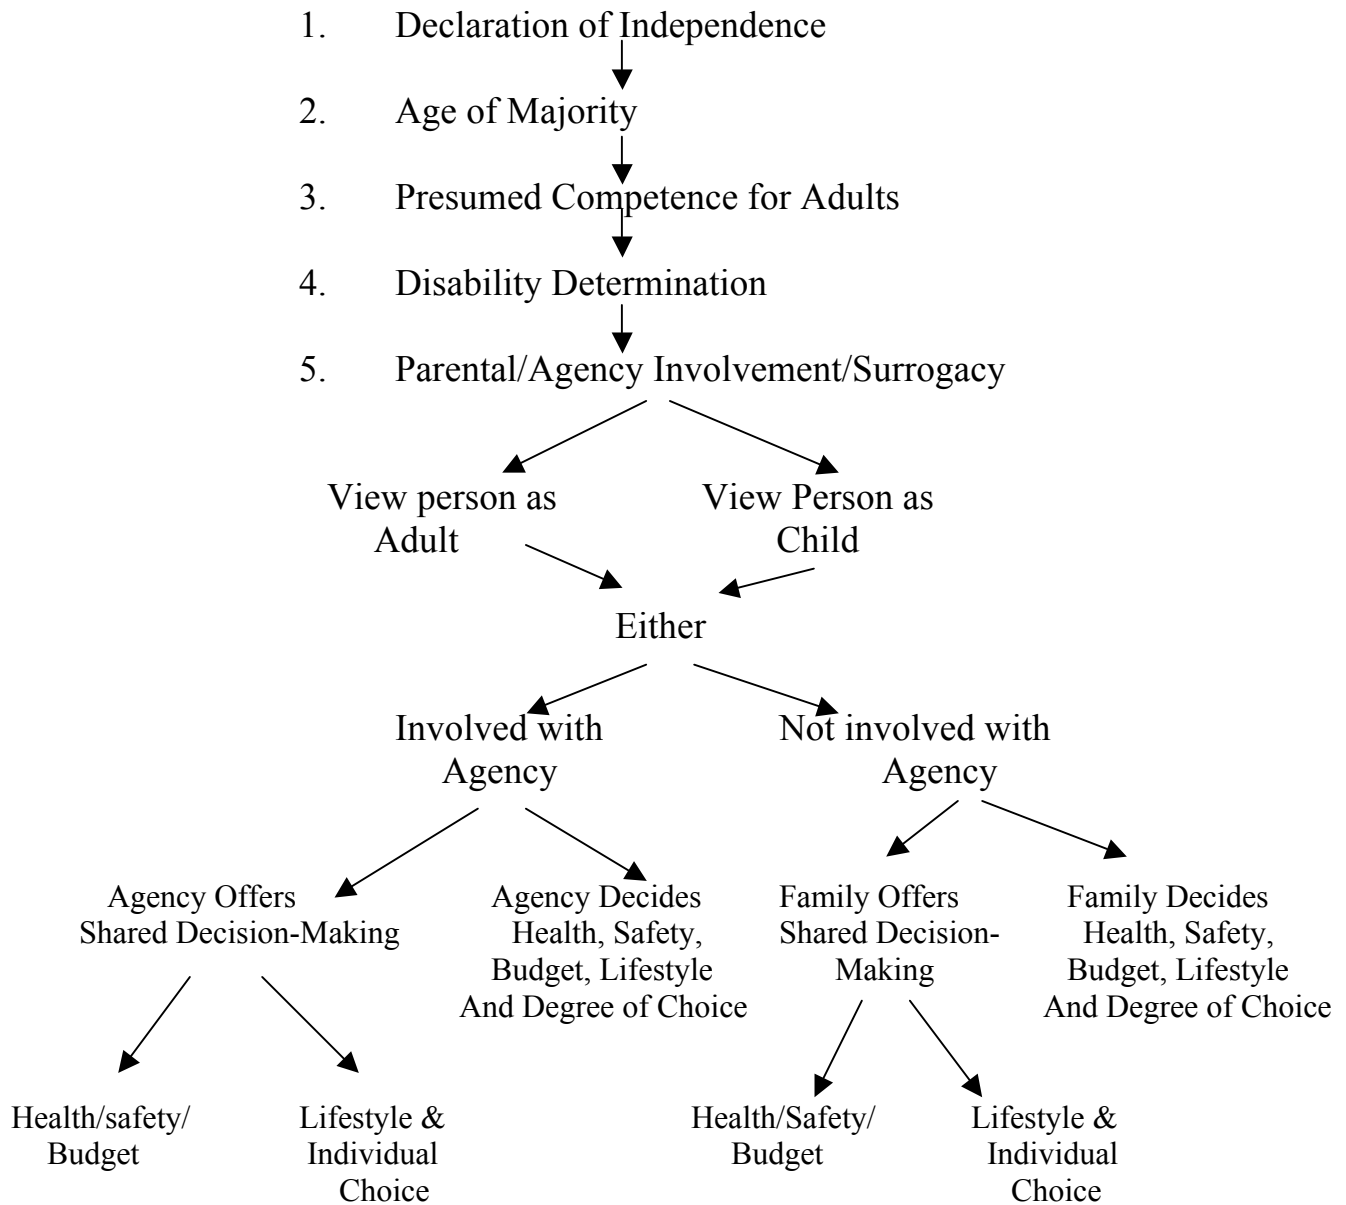 1. Declaration of Independence
2. Age of Majority
3. Presumed Competence for Adults
4. Disability Determination
5. Parental/Agency Involvement/Surrogacy
View person as
Adult
View Person as
Child
Either
Involved with
Agency
Not involved with
Agency
Agency Offers
Shared Decision-Making
Agency Decides
Health, Safety,
Budget, Lifestyle
And Degree of Choice
Family Offers
Shared Decision-
Making
Family Decides
Health, Safety,
Budget, Lifestyle
And Degree of Choice
Health/safety/
Budget
Lifestyle &
Individual
Choice
Health/Safety/
Budget
Lifestyle &
Individual
Choice